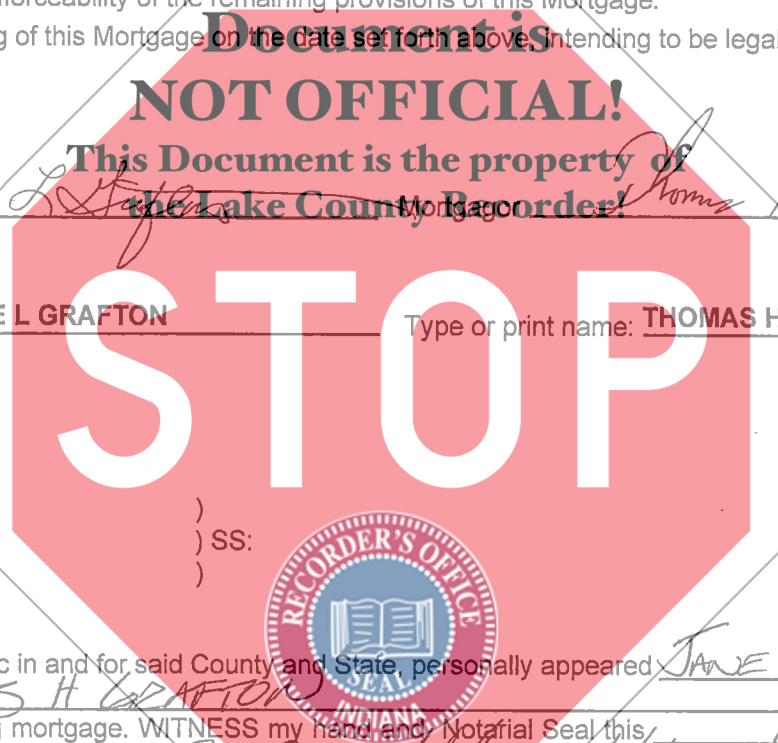 forceability of the remaining provisions of this Mortgage.
g of this Mortgage on the date set forth above, intending to be legal
Document is
NOT OFFICIAL!
This Document is the property of
the Lake County Recorder!
Mortgagor
E L GRAFTON Type or print name: THOMAS H
STOP
)
) SS:
)
RECORDER'S OFFICE
SEAL
INDIANA
c in and for said County and State, personally appeared JANE
S H GRAFTON
mortgage. WITNESS my hand and Notarial Seal this